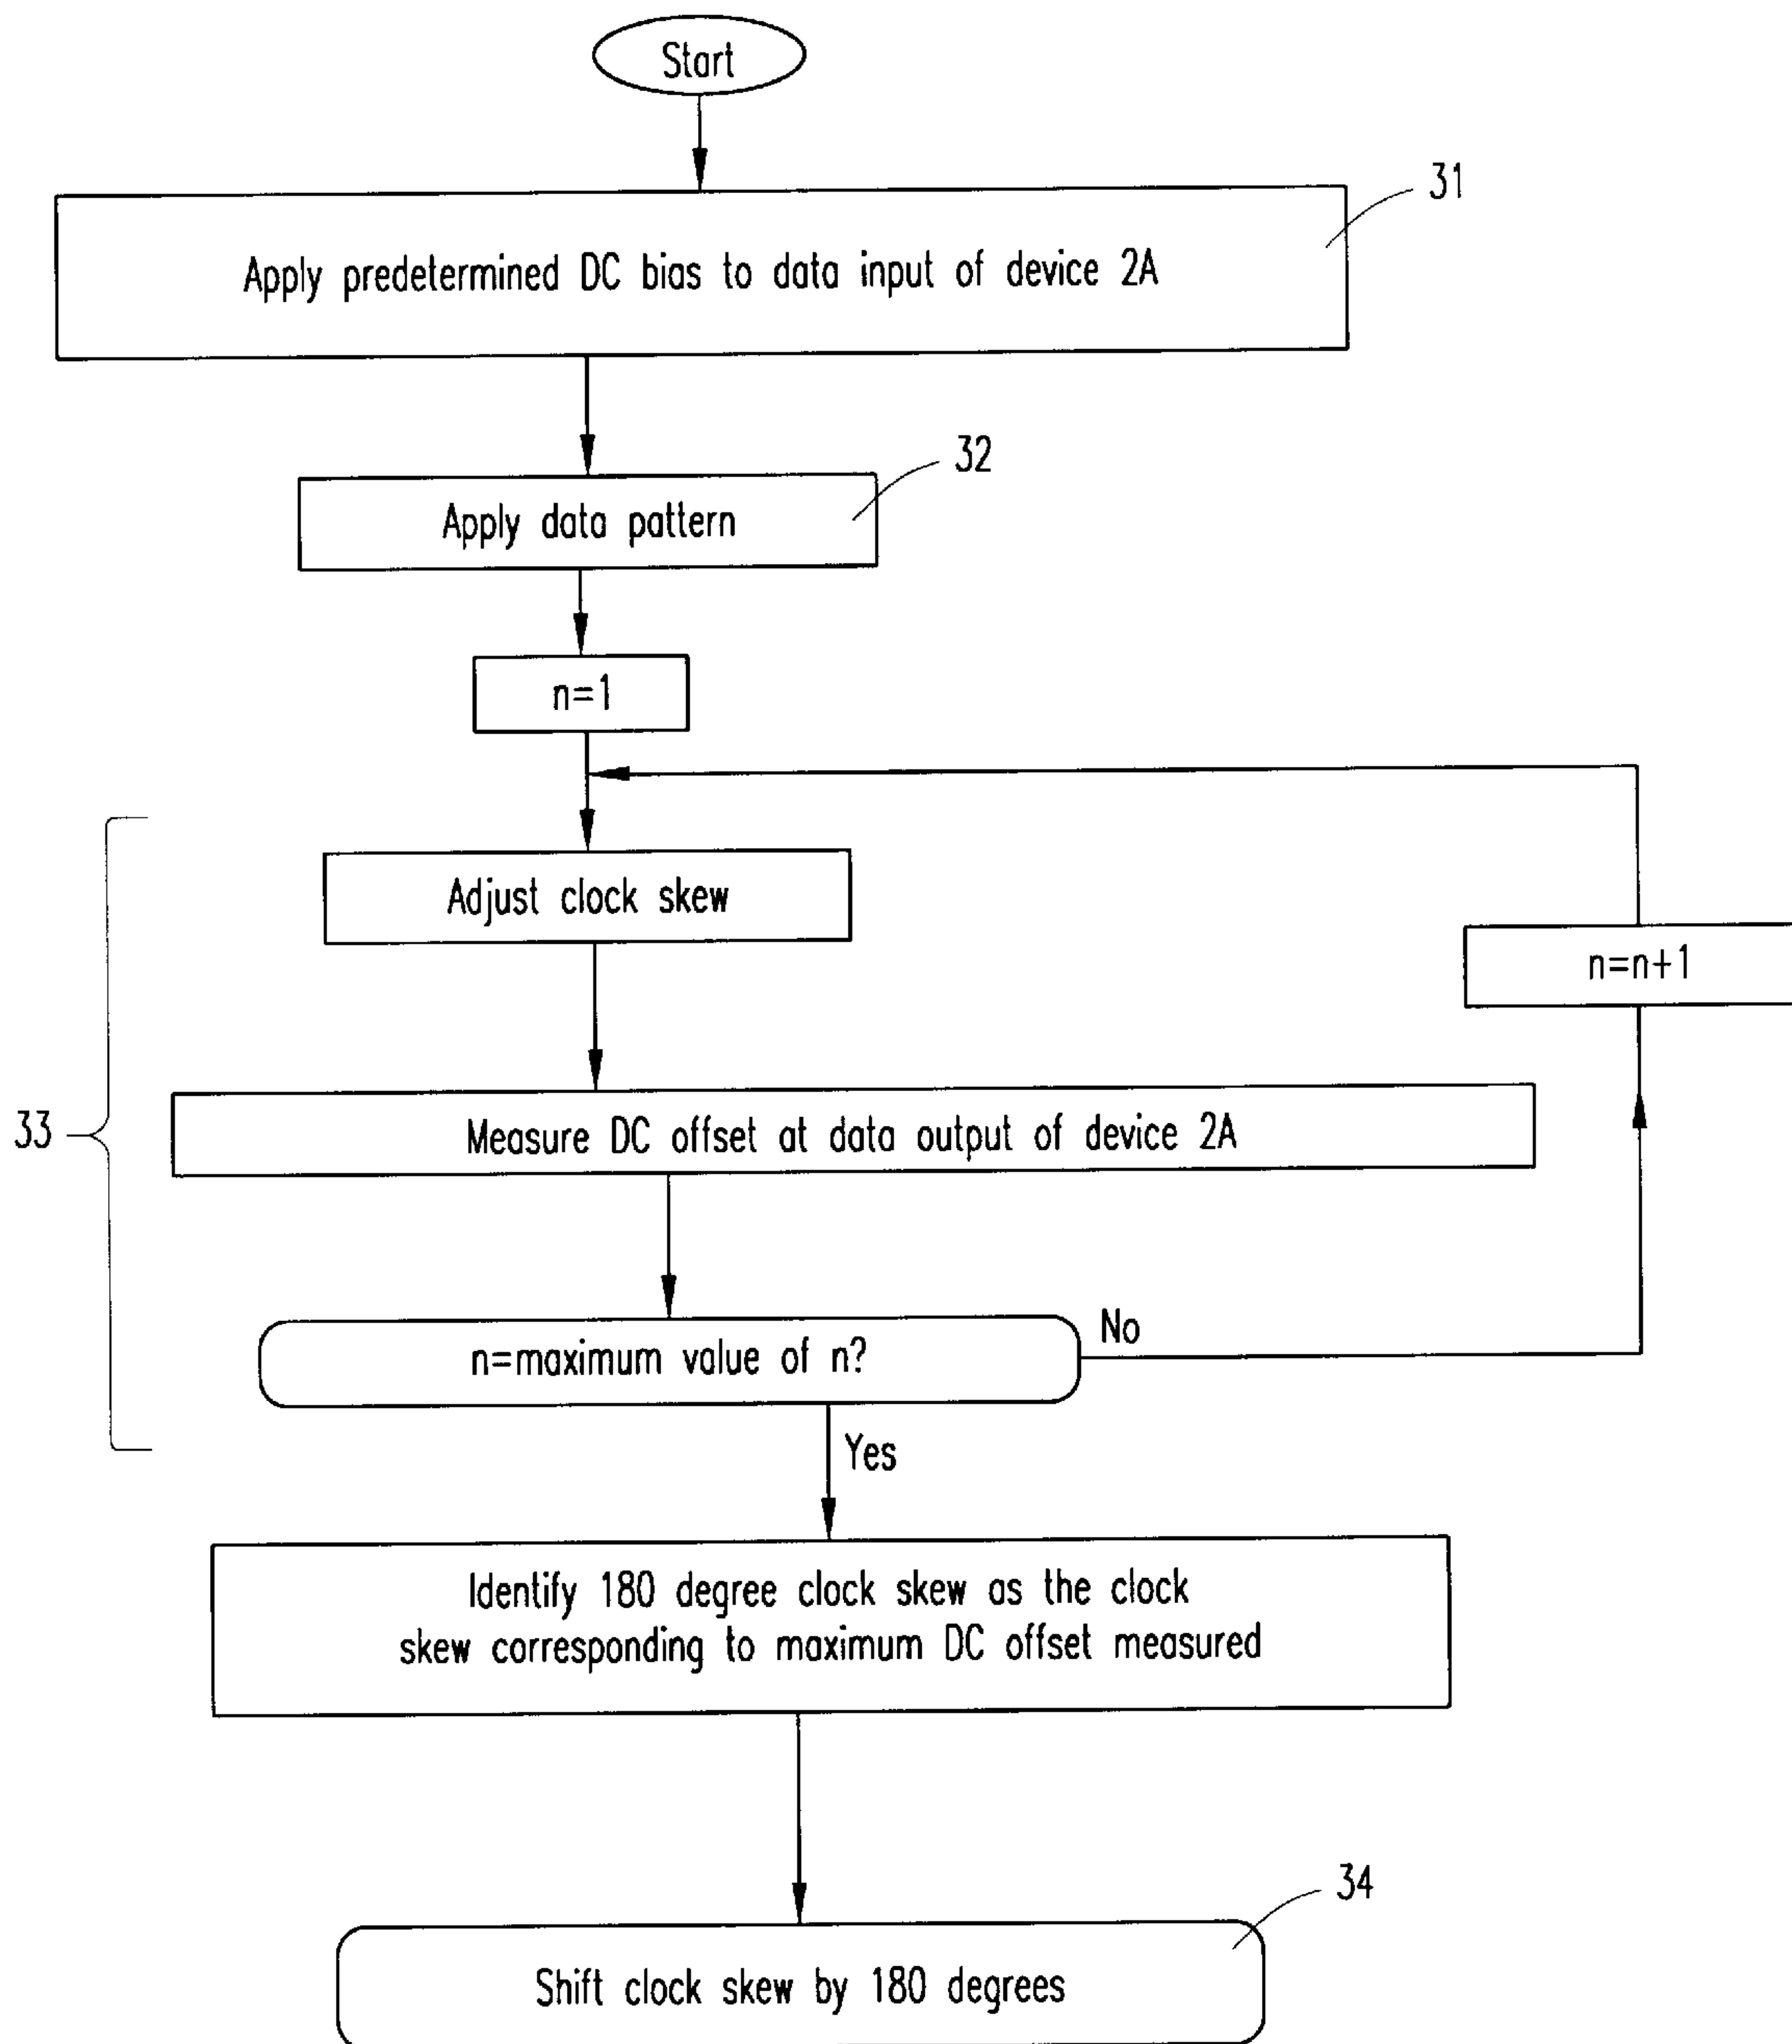 Start
31
Apply predetermined DC bias to data input of device 2A
32
Apply data pattern
n=1
Adjust clock skew
n=n+1
33
Measure DC offset at data output of device 2A
No
n=maximum value of n?
Yes
Identify 180 degree clock skew as the clock
skew corresponding to maximum DC offset measured
34
Shift clock skew by 180 degrees